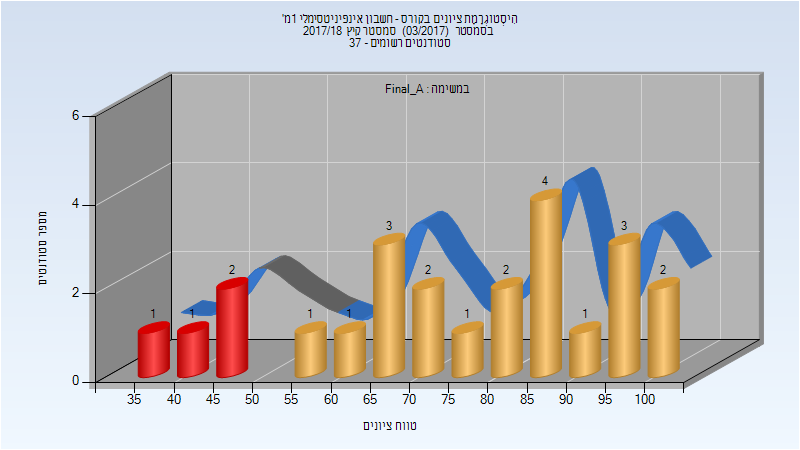 היסטוגרמת ציונים בקורס - חשבון אינפיניטסימלי 1מ'
בסמסטר (03/2017) סמסטר קיץ 2017/18
סטודנטים רשומים - 37
במשימה : Final_A
מספר סטודנטים
6
4
2
0
1
1
2
1
1
3
2
1
2
4
1
3
2
35 40 45 50 55 60 65 70 75 80 85 90 95 100
טווח ציונים